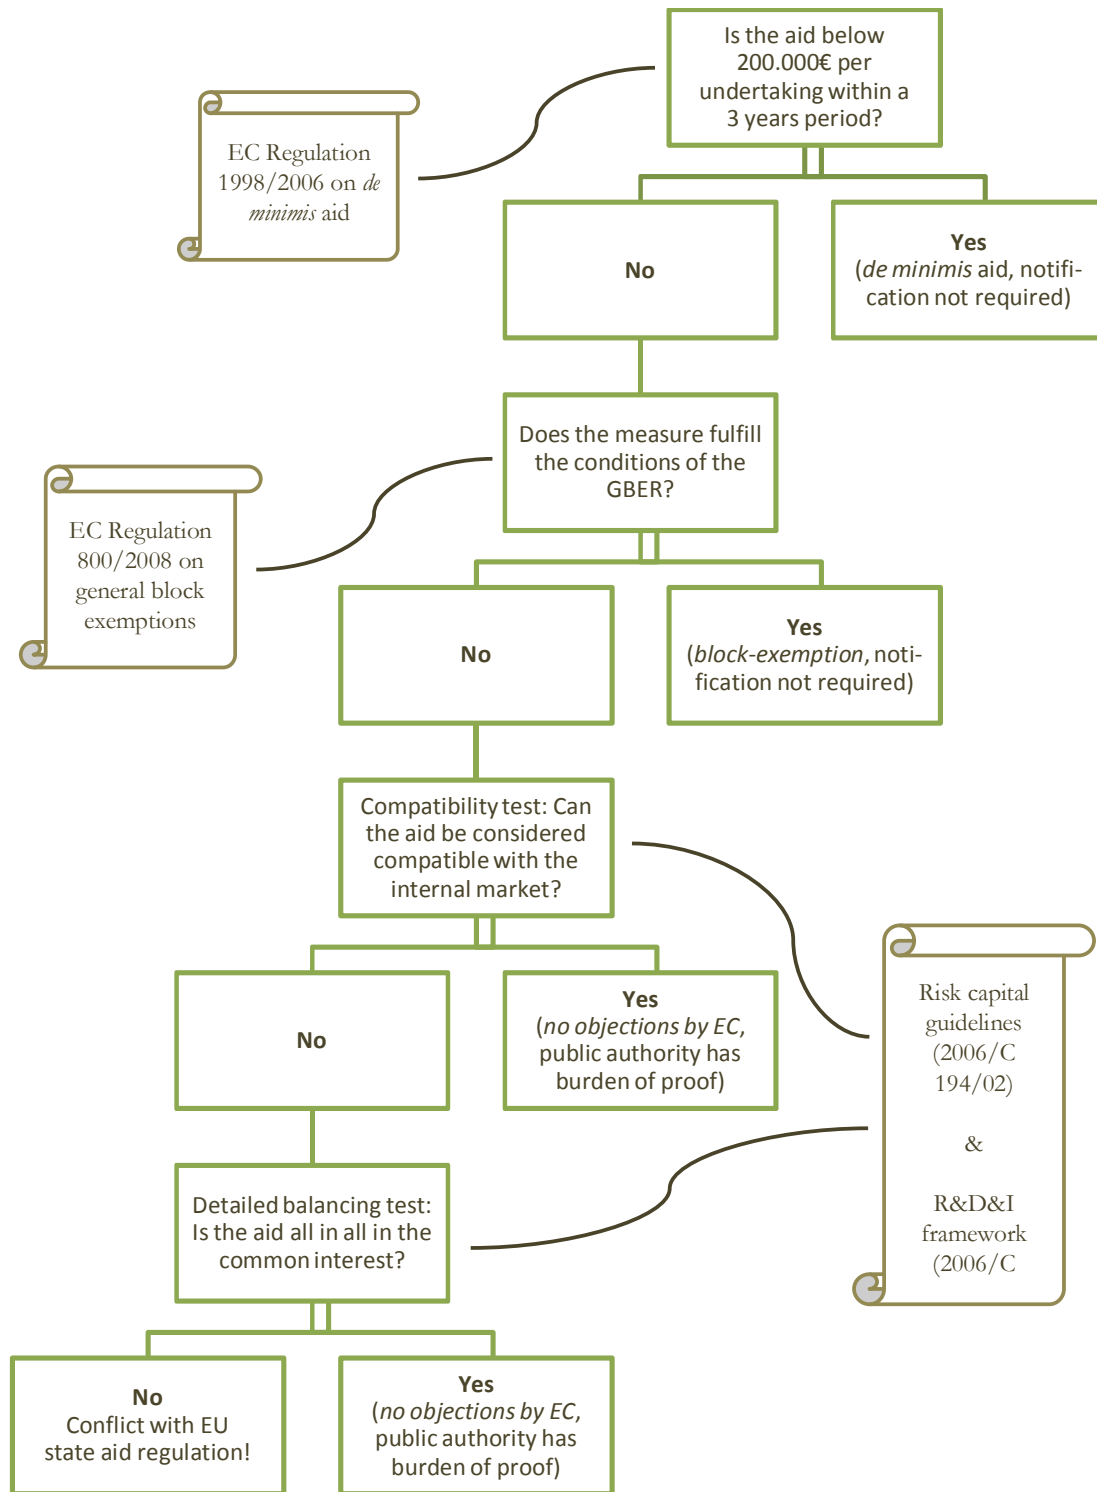 Is the aid below
200.000€ per
undertaking within a
3 years period?
EC Regulation
1998/2006 on de
minimis aid
No
Yes
(de minimis aid, notifi-
cation not required)
Does the measure fulfill
the conditions of the
GBER?
EC Regulation
800/2008 on
general block
exemptions
No
Yes
(block-exemption, noti-
fication not required)
Compatibility test: Can
the aid be considered
compatible with the
internal market?
No
Yes
(no objections by EC,
public authority has
burden of proof)
Risk capital
guidelines
(2006/C
194/02)
&
R&D&I
framework
(2006/C
Detailed balancing test:
Is the aid all in all in the
common interest?
No
Conflict with EU
state aid regulation!
Yes
(no objections by EC,
public authority has
burden of proof)